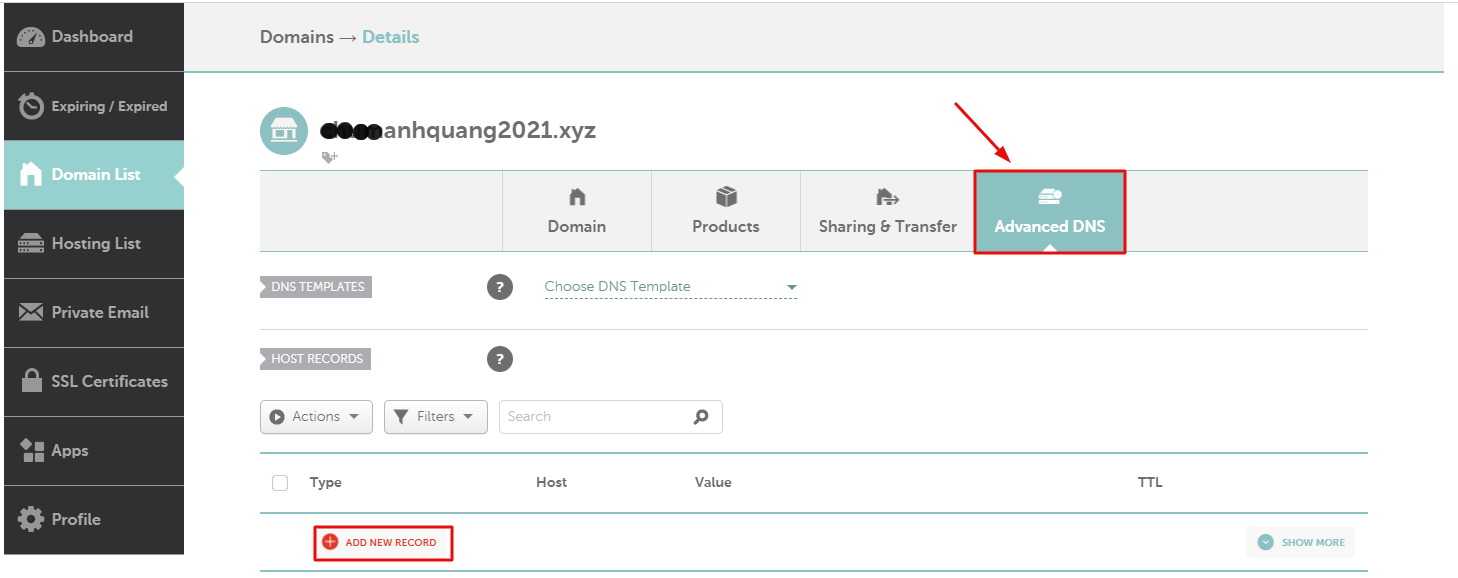 Dashboard
Expiring / Expired
Domain List
Hosting List
Private Email
SSL Certificates
Apps
Profile
Domains → Details
anhquang2021.xyz
Domain
Products
Sharing & Transfer
Advanced DNS
DNS TEMPLATES
?
Choose DNS Template
HOST RECORDS
?
Actions
Filters
Search
Type Host Value TTL
ADD NEW RECORD
SHOW MORE